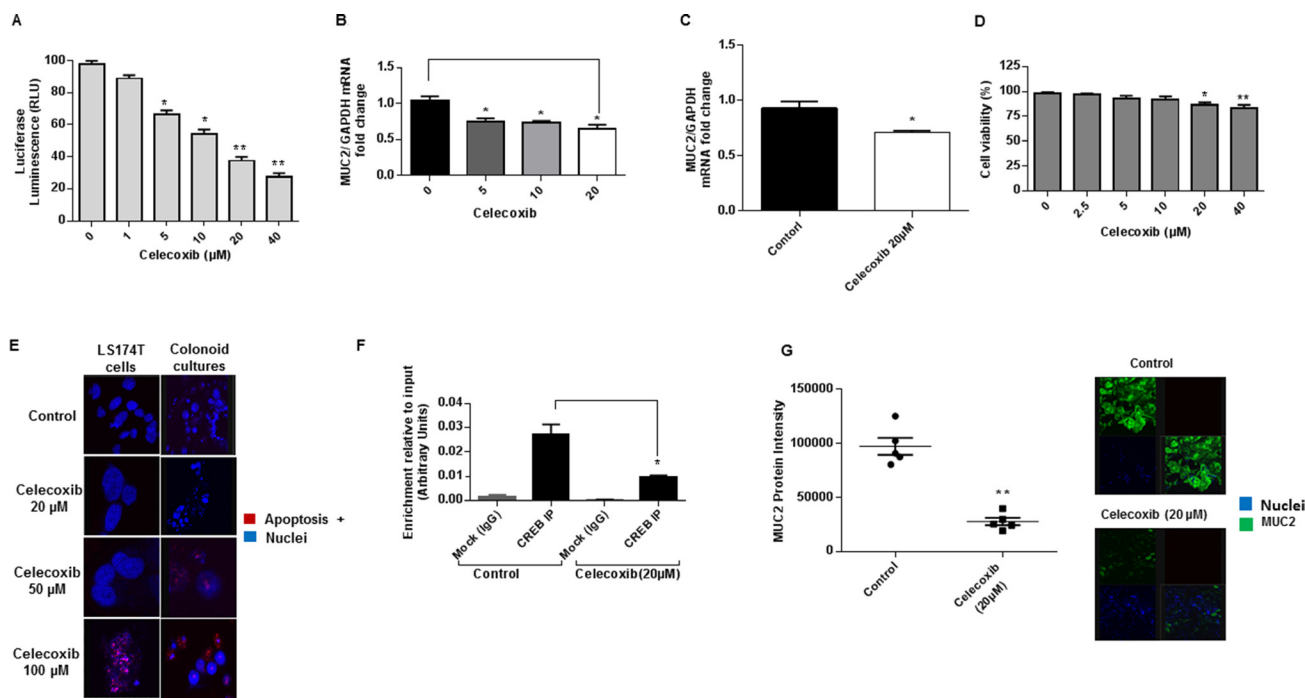 A
Luciferase
Luminescence (RLU)
100
80
60
40
20
0
*
*
**
**
0
1
5
10
20
40
Celecoxib (µM)
B
MUC2/ GAPDH mRNA
fold change
1.5
1.0
0.5
0.0
*
*
*
0
5
10
20
Celecoxib
C
MUC2/GAPDH
mRNA fold change
1.5
1.0
0.5
0.0
*
Contorl
Celecoxib 20µM
D
Cell viability (%)
125
100
75
50
25
0
*
**
0
2.5
5
10
20
40
Celecoxib (µM)
E
LS174T
cells
Colonoid
cultures
Control
Celecoxib
20 µM
Celecoxib
50 µM
Celecoxib
100 µM
Apoptosis +
Nuclei
F
Enrichment relative to input
(Arbitrary Units)
0.04
0.03
0.02
0.01
0.00
*
Mock (IgG)
CREB IP
Mock (IgG)
CREB IP
Control
Celecoxib(20µM)
G
MUC2 Protein Intensity
150000
100000
50000
0
**
Control
Celecoxib
(20µM)
Control
Celecoxib (20 µM)
Nuclei
MUC2